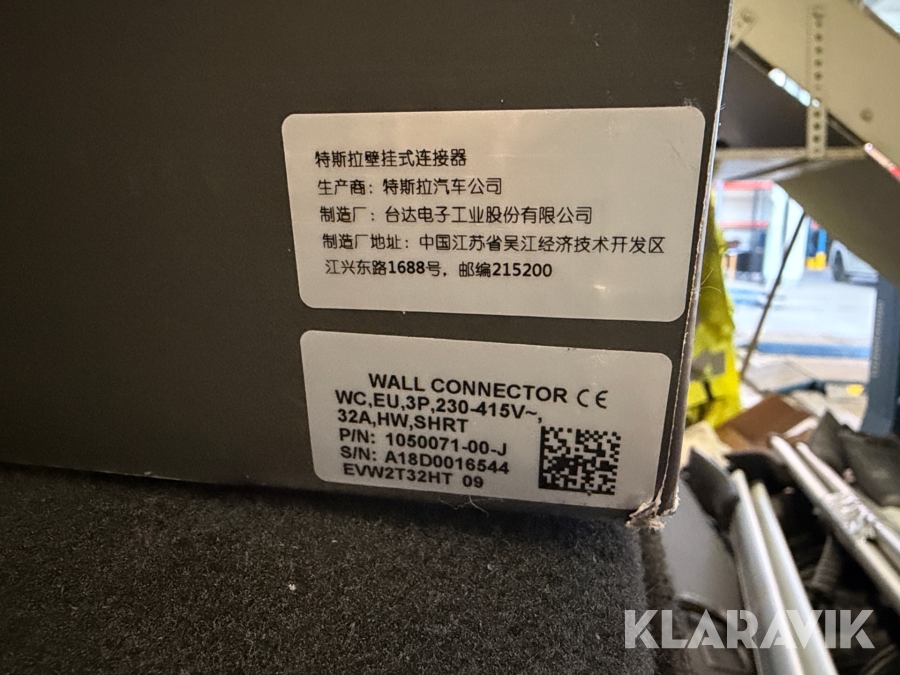 特斯拉壁挂式连接器
生产商：特斯拉汽车公司
制造厂：台达电子工业股份有限公司
制造厂地址：中国江苏省吴江经济技术开发区
江兴东路1688号，邮编215200
WALL CONNECTOR CE
WC,EU,3P,230-415V~,
32A,HW,SHRT
P/N: 1050071-00-J
S/N: A18D0016544
EVW2T32HT 09
KLARAVIK